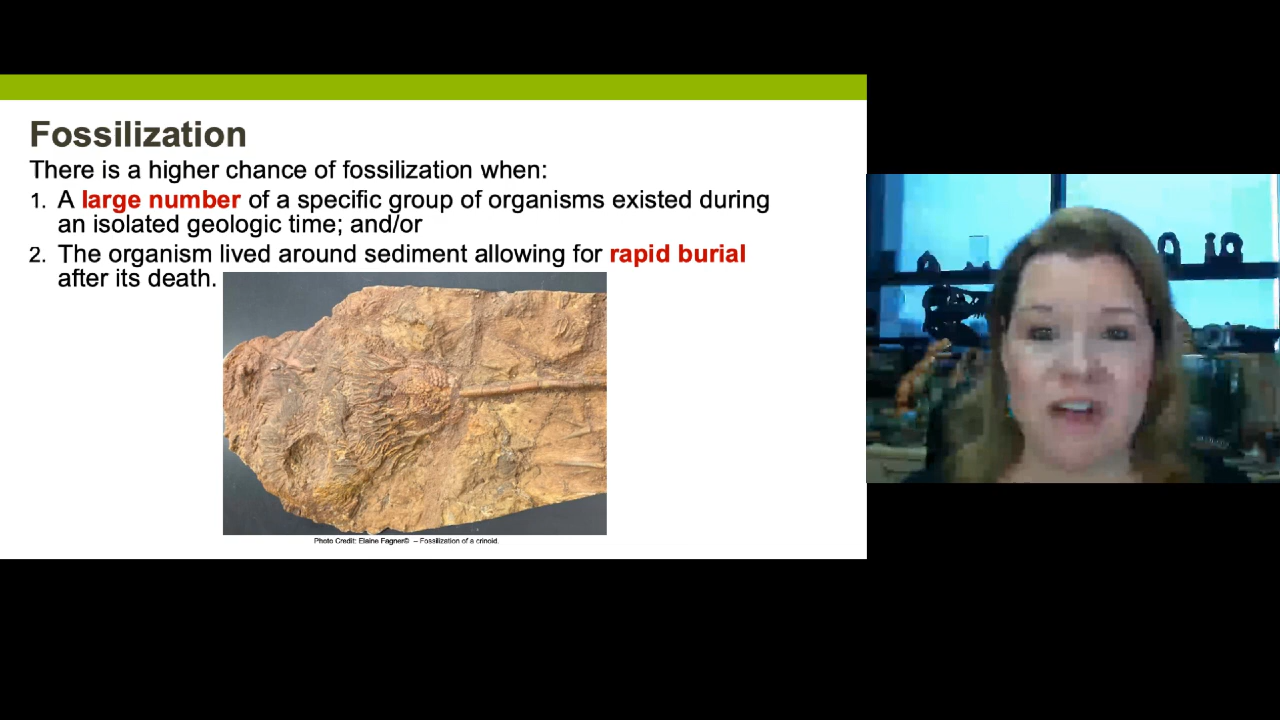 Fossilization
There is a higher chance of fossilization when:
1. A large number of a specific group of organisms existed during
an isolated geologic time; and/or
2. The organism lived around sediment allowing for rapid burial
after its death.
Photo Credit: Elaine Fagner© – Fossilization of a crinoid.